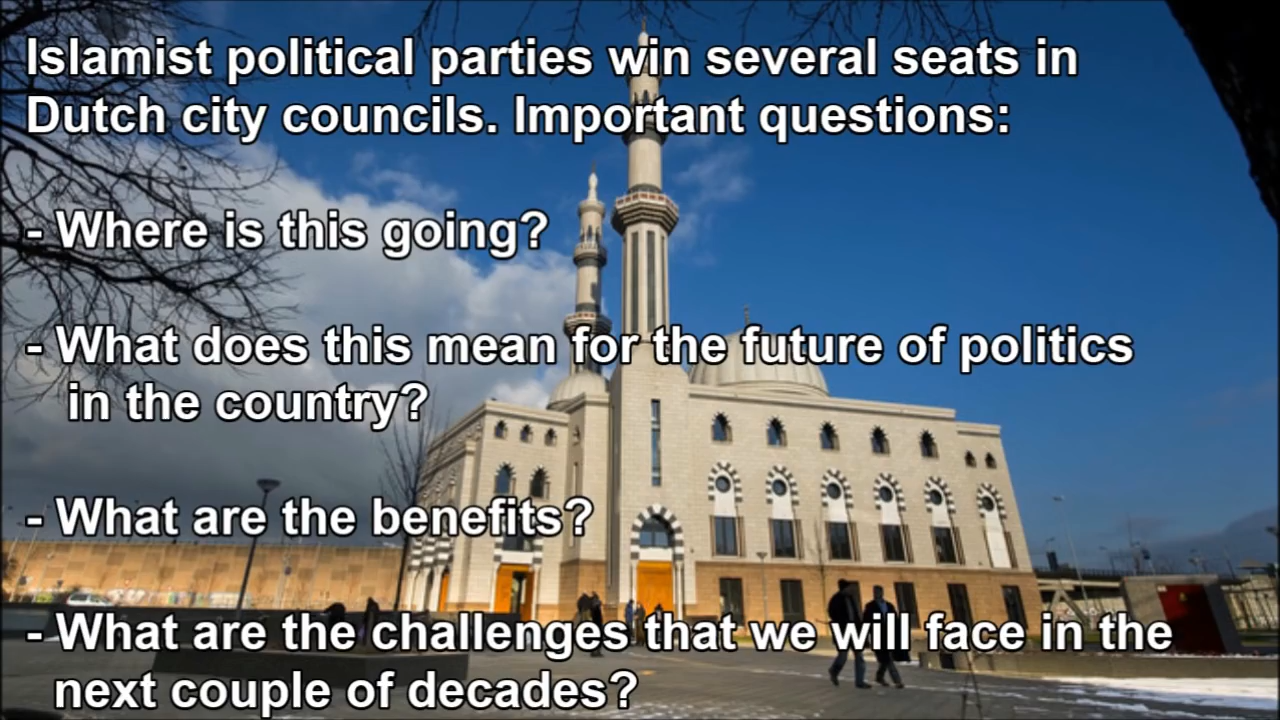 Islamist political parties win several seats in
Dutch city councils. Important questions:
- Where is this going?
- What does this mean for the future of politics
in the country?
- What are the benefits?
- What are the challenges that we will face in the
next couple of decades?